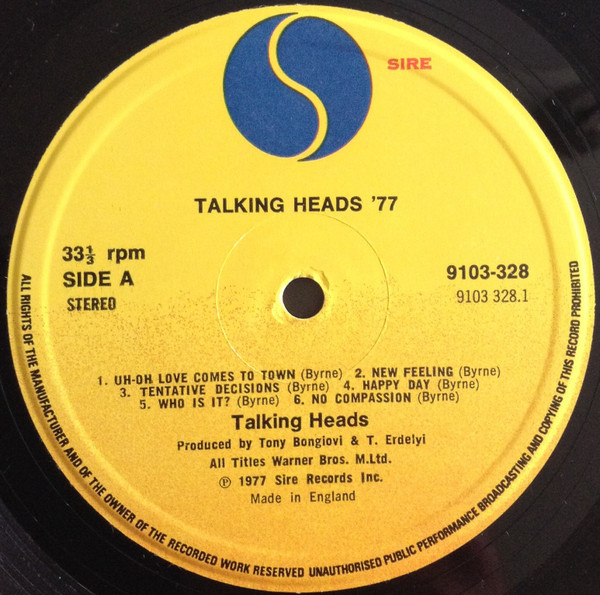 SIRE
TALKING HEADS '77
33⅓ rpm
SIDE A
STEREO
9103-328
9103 328.1
1. UH-OH LOVE COMES TO TOWN (Byrne) 2. NEW FEELING (Byrne)
3. TENTATIVE DECISIONS (Byrne) 4. HAPPY DAY (Byrne)
5. WHO IS IT? (Byrne) 6. NO COMPASSION (Byrne)
Talking Heads
Produced by Tony Bongiovi & T. Erdelyi
All Titles Warner Bros. M.Ltd.
℗ 1977 Sire Records Inc.
Made in England
ALL RIGHTS OF THE MANUFACTURER AND OF THE OWNER OF THE RECORDED WORK RESERVED UNAUTHORISED PUBLIC PERFORMANCE BROADCASTING AND COPYING OF THIS RECORD PROHIBITED